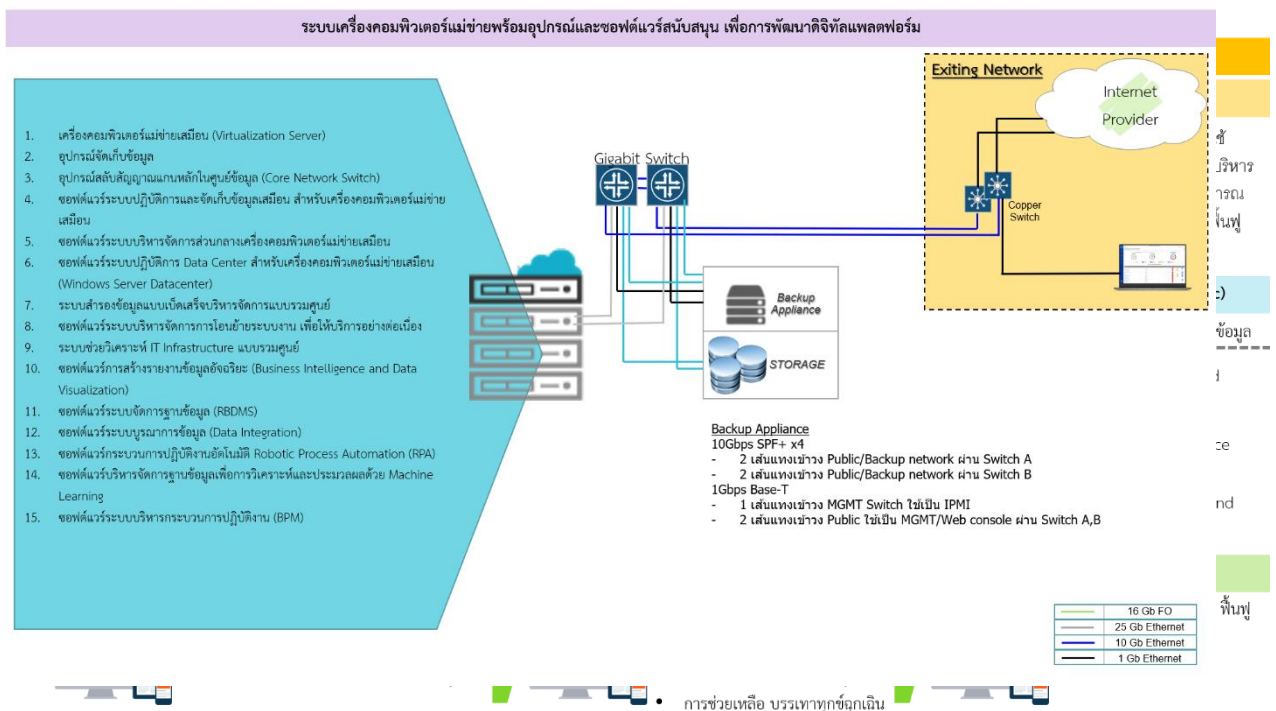 ระบบเครื่องคอมพิวเตอร์แม่ข่ายพร้อมอุปกรณ์และซอฟต์แวร์สนับสนุน เพื่อการพัฒนาดิจิทัลแพลตฟอร์ม
1. เครื่องคอมพิวเตอร์แม่ข่ายเสมือน (Virtualization Server)
2. อุปกรณ์จัดเก็บข้อมูล
3. อุปกรณ์สลับสัญญาณแกนหลักในศูนย์ข้อมูล (Core Network Switch)
4. ซอฟต์แวร์ระบบปฏิบัติการและจัดเก็บข้อมูลเสมือน สำหรับเครื่องคอมพิวเตอร์แม่ข่าย
เสมือน
5. ซอฟต์แวร์ระบบบริหารจัดการส่วนกลางเครื่องคอมพิวเตอร์แม่ข่ายเสมือน
6. ซอฟต์แวร์ระบบปฏิบัติการ Data Center สำหรับเครื่องคอมพิวเตอร์แม่ข่ายเสมือน
(Windows Server Datacenter)
7. ระบบสำรองข้อมูลแบบเบ็ดเสร็จบริหารจัดการแบบรวมศูนย์
8. ซอฟต์แวร์ระบบบริหารจัดการการโอนย้ายระบบงาน เพื่อให้บริการอย่างต่อเนื่อง
9. ระบบช่วยวิเคราะห์ IT Infrastructure แบบรวมศูนย์
10. ซอฟต์แวร์การสร้างรายงานข้อมูลอัจฉริยะ (Business Intelligence and Data
Visualization)
11. ซอฟต์แวร์ระบบจัดการฐานข้อมูล (RBDMS)
12. ซอฟต์แวร์ระบบบูรณาการข้อมูล (Data Integration)
13. ซอฟต์แวร์กระบวนการปฏิบัติงานอัตโนมัติ Robotic Process Automation (RPA)
14. ซอฟต์แวร์บริหารจัดการฐานข้อมูลเพื่อการวิเคราะห์และประมวลผลด้วย Machine
Learning
15. ซอฟต์แวร์ระบบบริหารกระบวนการปฏิบัติงาน (BPM)
Gigabit Switch
Exiting Network
Internet
Provider
Copper
Switch
Backup
Appliance
STORAGE
Backup Appliance
10Gbps SPF+ x4
- 2 เส้นแทงเข้าวง Public/Backup network ผ่าน Switch A
- 2 เส้นแทงเข้าวง Public/Backup network ผ่าน Switch B
1Gbps Base-T
- 1 เส้นแทงเข้าวง MGMT Switch ใช้เป็น IPMI
- 2 เส้นแทงเข้าวง Public ใช้เป็น MGMT/Web console ผ่าน Switch A,B
16 Gb FO
25 Gb Ethernet
10 Gb Ethernet
1 Gb Ethernet
ข้อมูล
ฟื้นฟู
• การช่วยเหลือ บรรเทาทุกข์ฉุกเฉิน